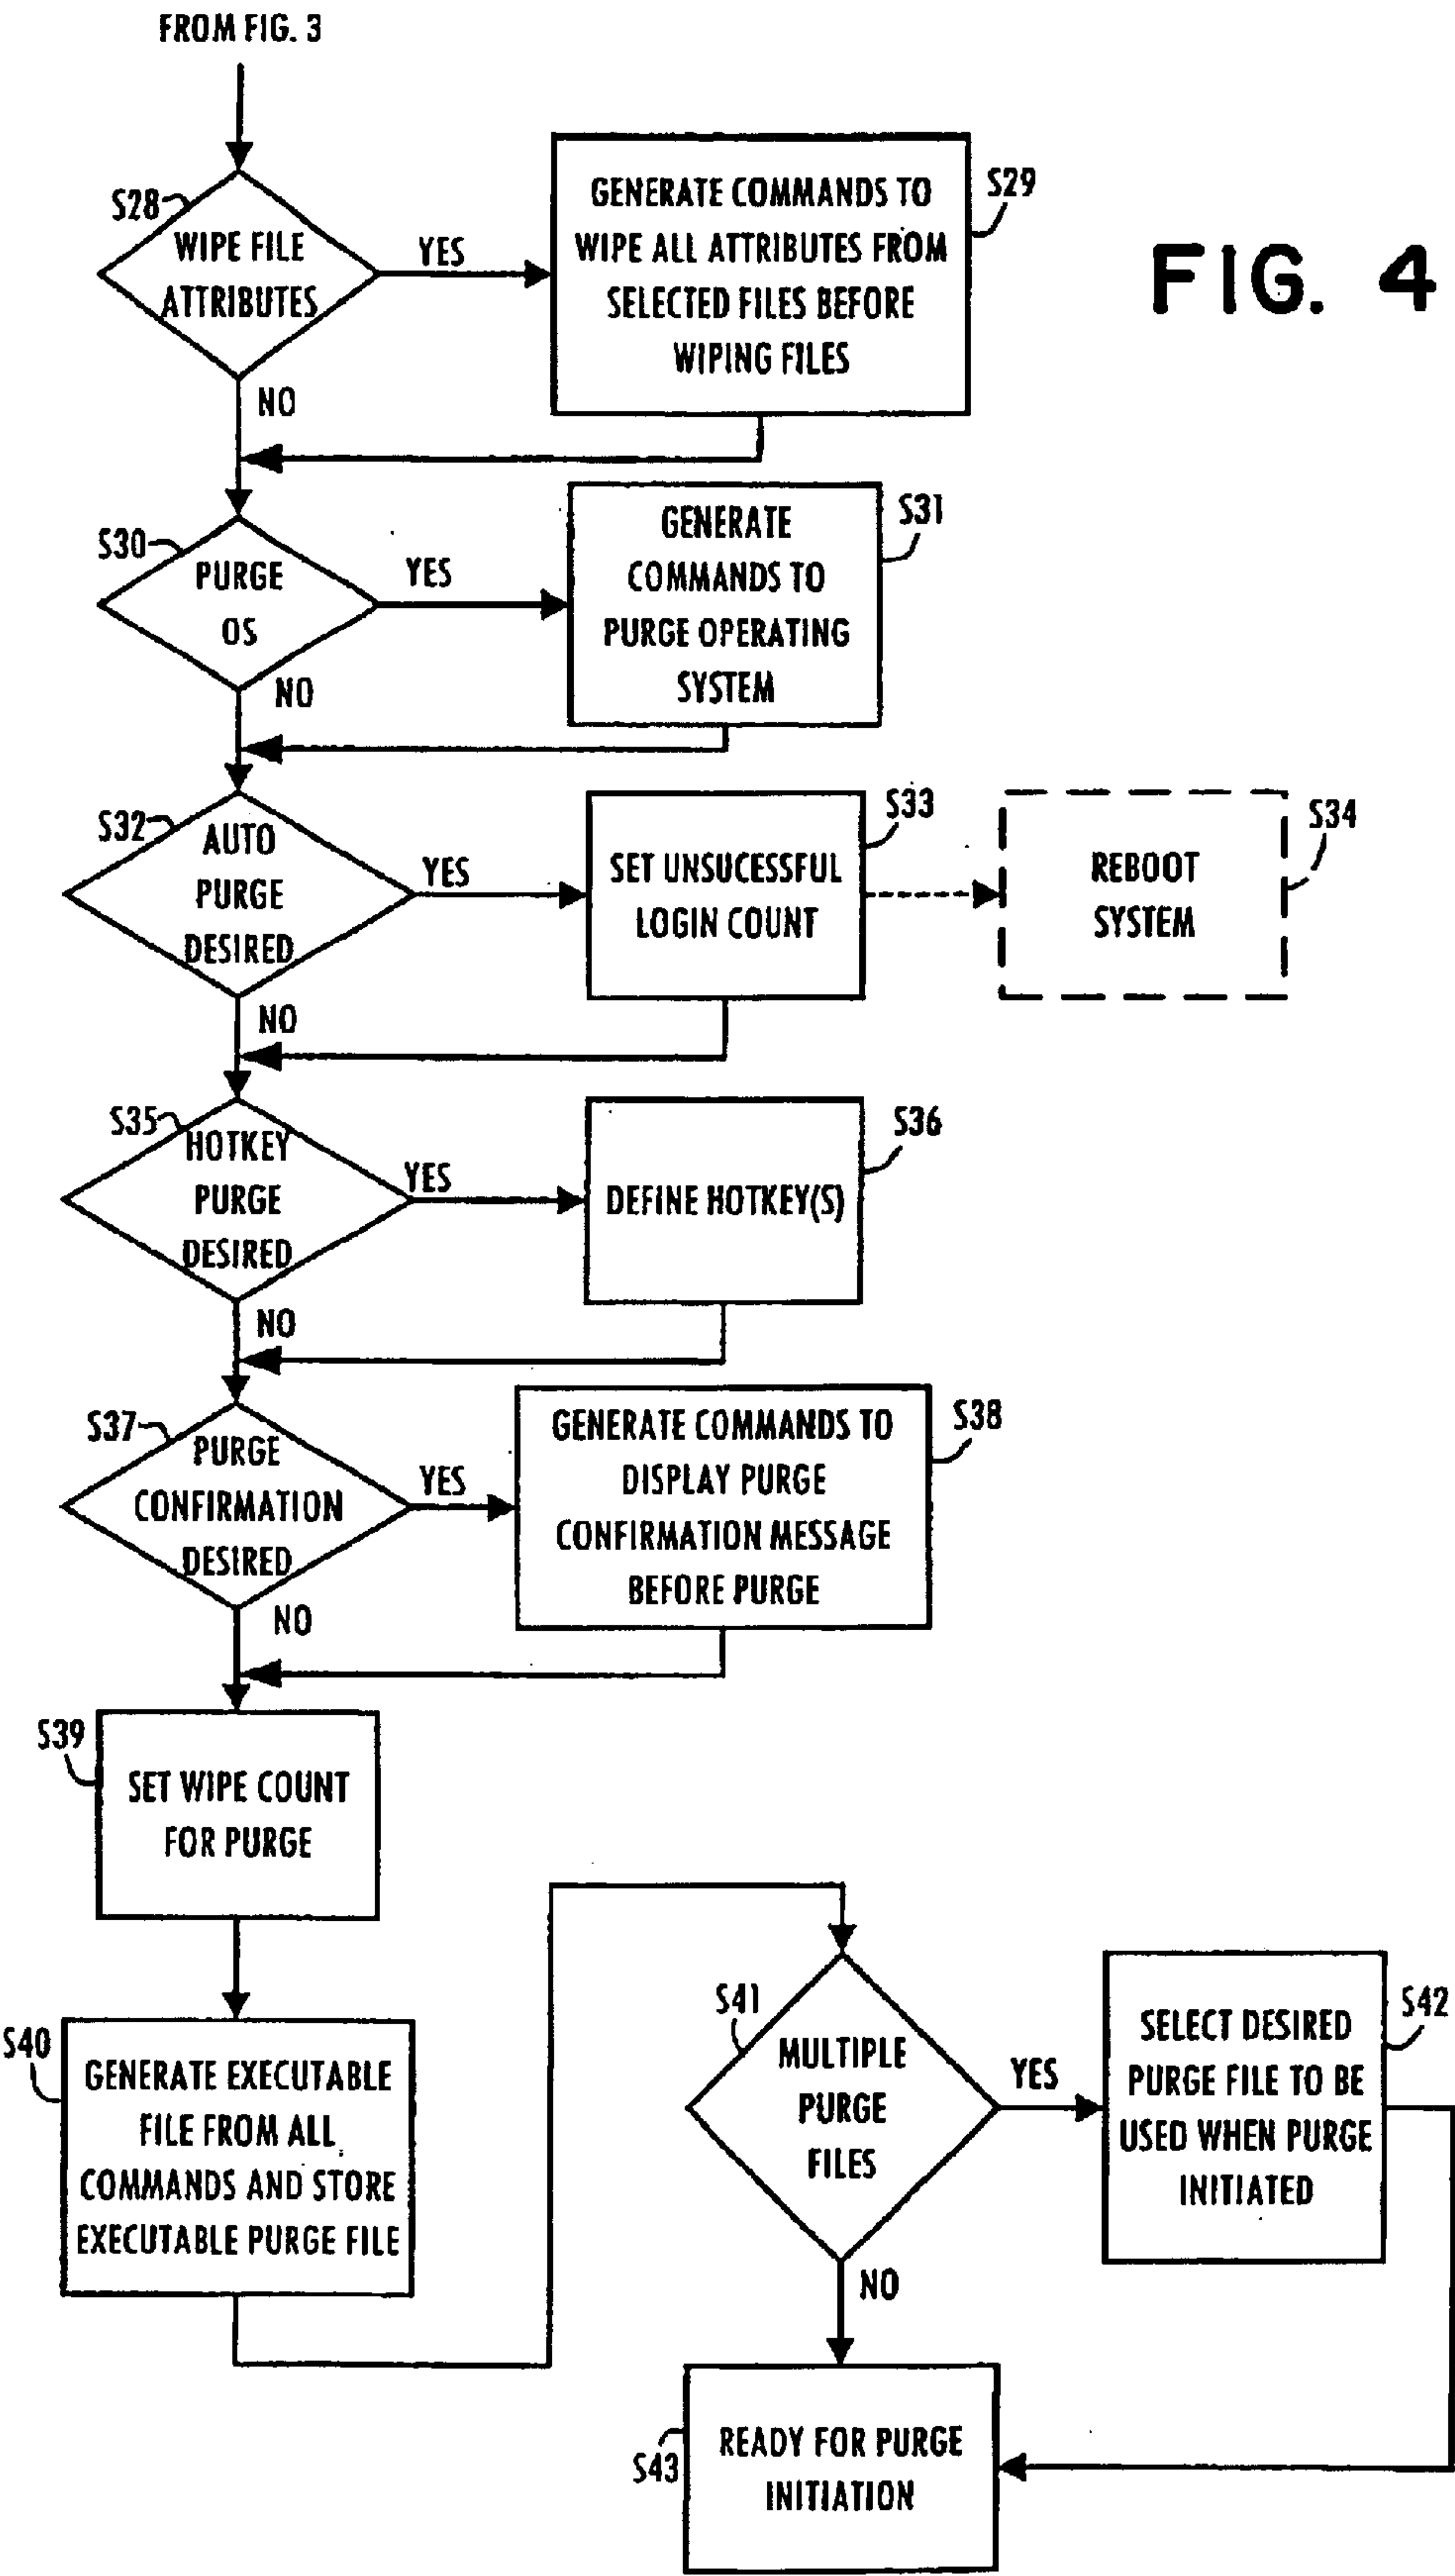 FROM FIG. 3
FIG. 4
S28
WIPE FILE
ATTRIBUTES
YES
NO
GENERATE COMMANDS TO
WIPE ALL ATTRIBUTES FROM
SELECTED FILES BEFORE
WIPING FILES
S29
S30
PURGE
OS
YES
NO
GENERATE
COMMANDS TO
PURGE OPERATING
SYSTEM
S31
S32
AUTO
PURGE
DESIRED
YES
NO
SET UNSUCESSFUL
LOGIN COUNT
S33
REBOOT
SYSTEM
S34
S35
HOTKEY
PURGE
DESIRED
YES
NO
DEFINE HOTKEY(S)
S36
S37
PURGE
CONFIRMATION
DESIRED
YES
NO
GENERATE COMMANDS TO
DISPLAY PURGE
CONFIRMATION MESSAGE
BEFORE PURGE
S38
S39
SET WIPE COUNT
FOR PURGE
S40
GENERATE EXECUTABLE
FILE FROM ALL
COMMANDS AND STORE
EXECUTABLE PURGE FILE
S41
MULTIPLE
PURGE
FILES
YES
NO
SELECT DESIRED
PURGE FILE TO BE
USED WHEN PURGE
INITIATED
S42
S43
READY FOR PURGE
INITIATION